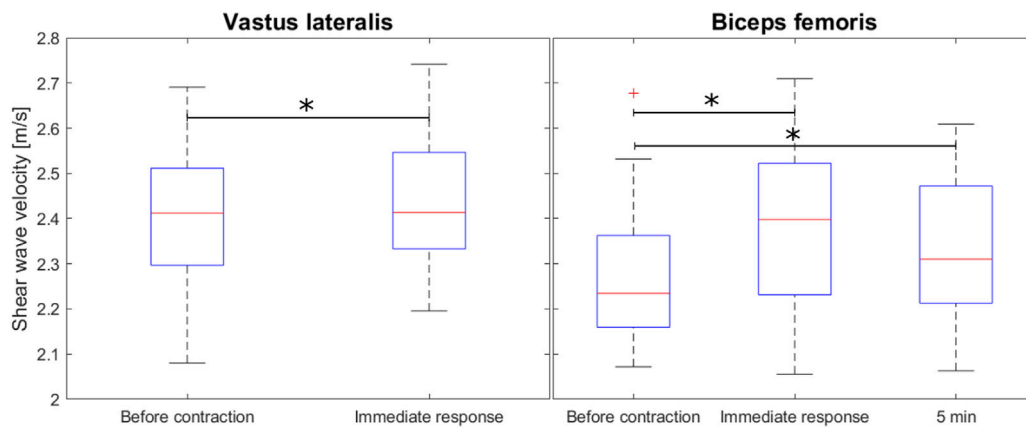 Vastus lateralis
Biceps femoris
Shear wave velocity [m/s]
2.8
2.7
2.6
2.5
2.4
2.3
2.2
2.1
2
*
*
*
Before contraction
Immediate response
Before contraction
Immediate response
5 min